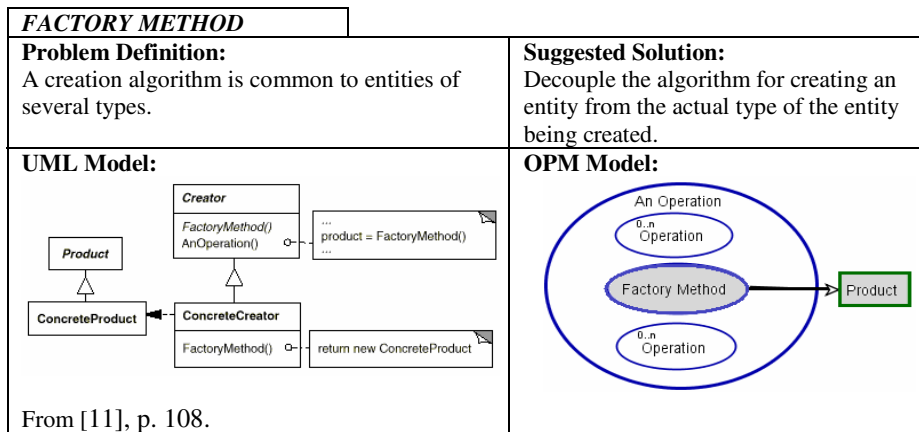 FACTORY METHOD
Problem Definition:
A creation algorithm is common to entities of
several types.
Suggested Solution:
Decouple the algorithm for creating an
entity from the actual type of the entity
being created.
UML Model:
Creator
FactoryMethod()
AnOperation()
...
product = FactoryMethod()
...
Product
ConcreteProduct
ConcreteCreator
FactoryMethod()
return new ConcreteProduct
From [11], p. 108.
OPM Model:
An Operation
0..n
Operation
Factory Method
Product
0..n
Operation